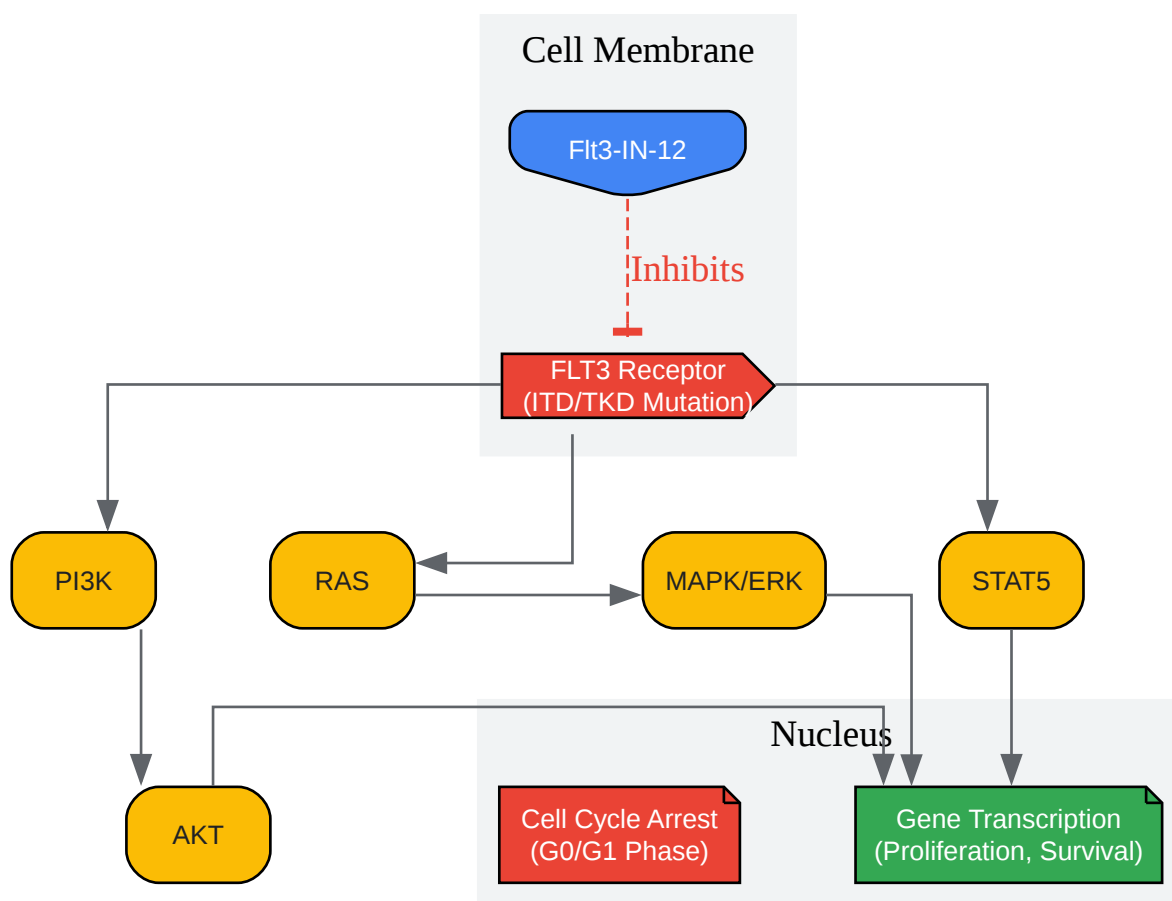 Cell Membrane
Flt3-IN-12
Inhibits
FLT3 Receptor
(ITD/TKD Mutation)
PI3K
RAS
MAPK/ERK
STAT5
Nucleus
AKT
Cell Cycle Arrest
(G0/G1 Phase)
Gene Transcription
(Proliferation, Survival)